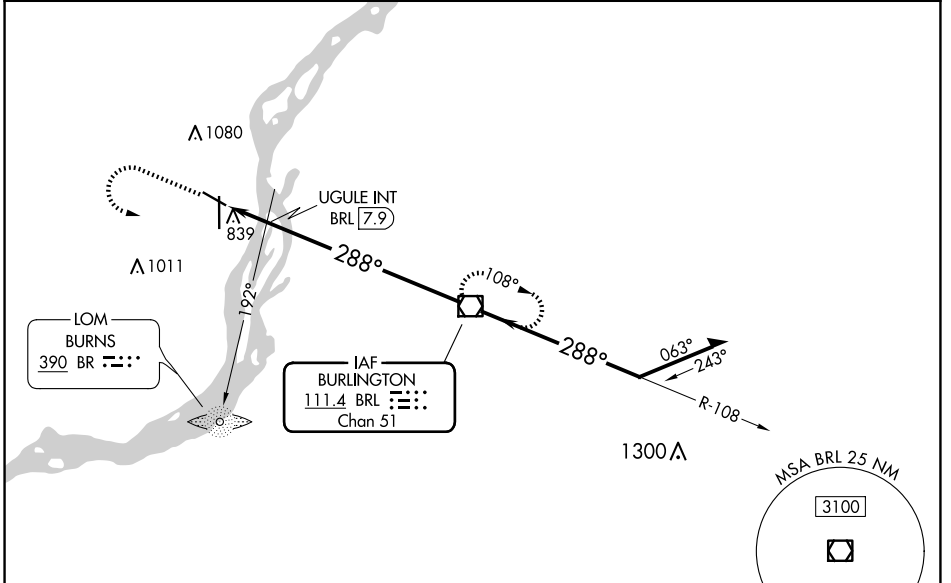 1080
UGULE INT
BRL 7.9
839
288°
1011
192°
108°
LOM
BURNS
390 BR
IAF
BURLINGTON
111.4 BRL
Chan 51
288°
063°
243°
R-108
1300
MSA BRL 25 NM
3100